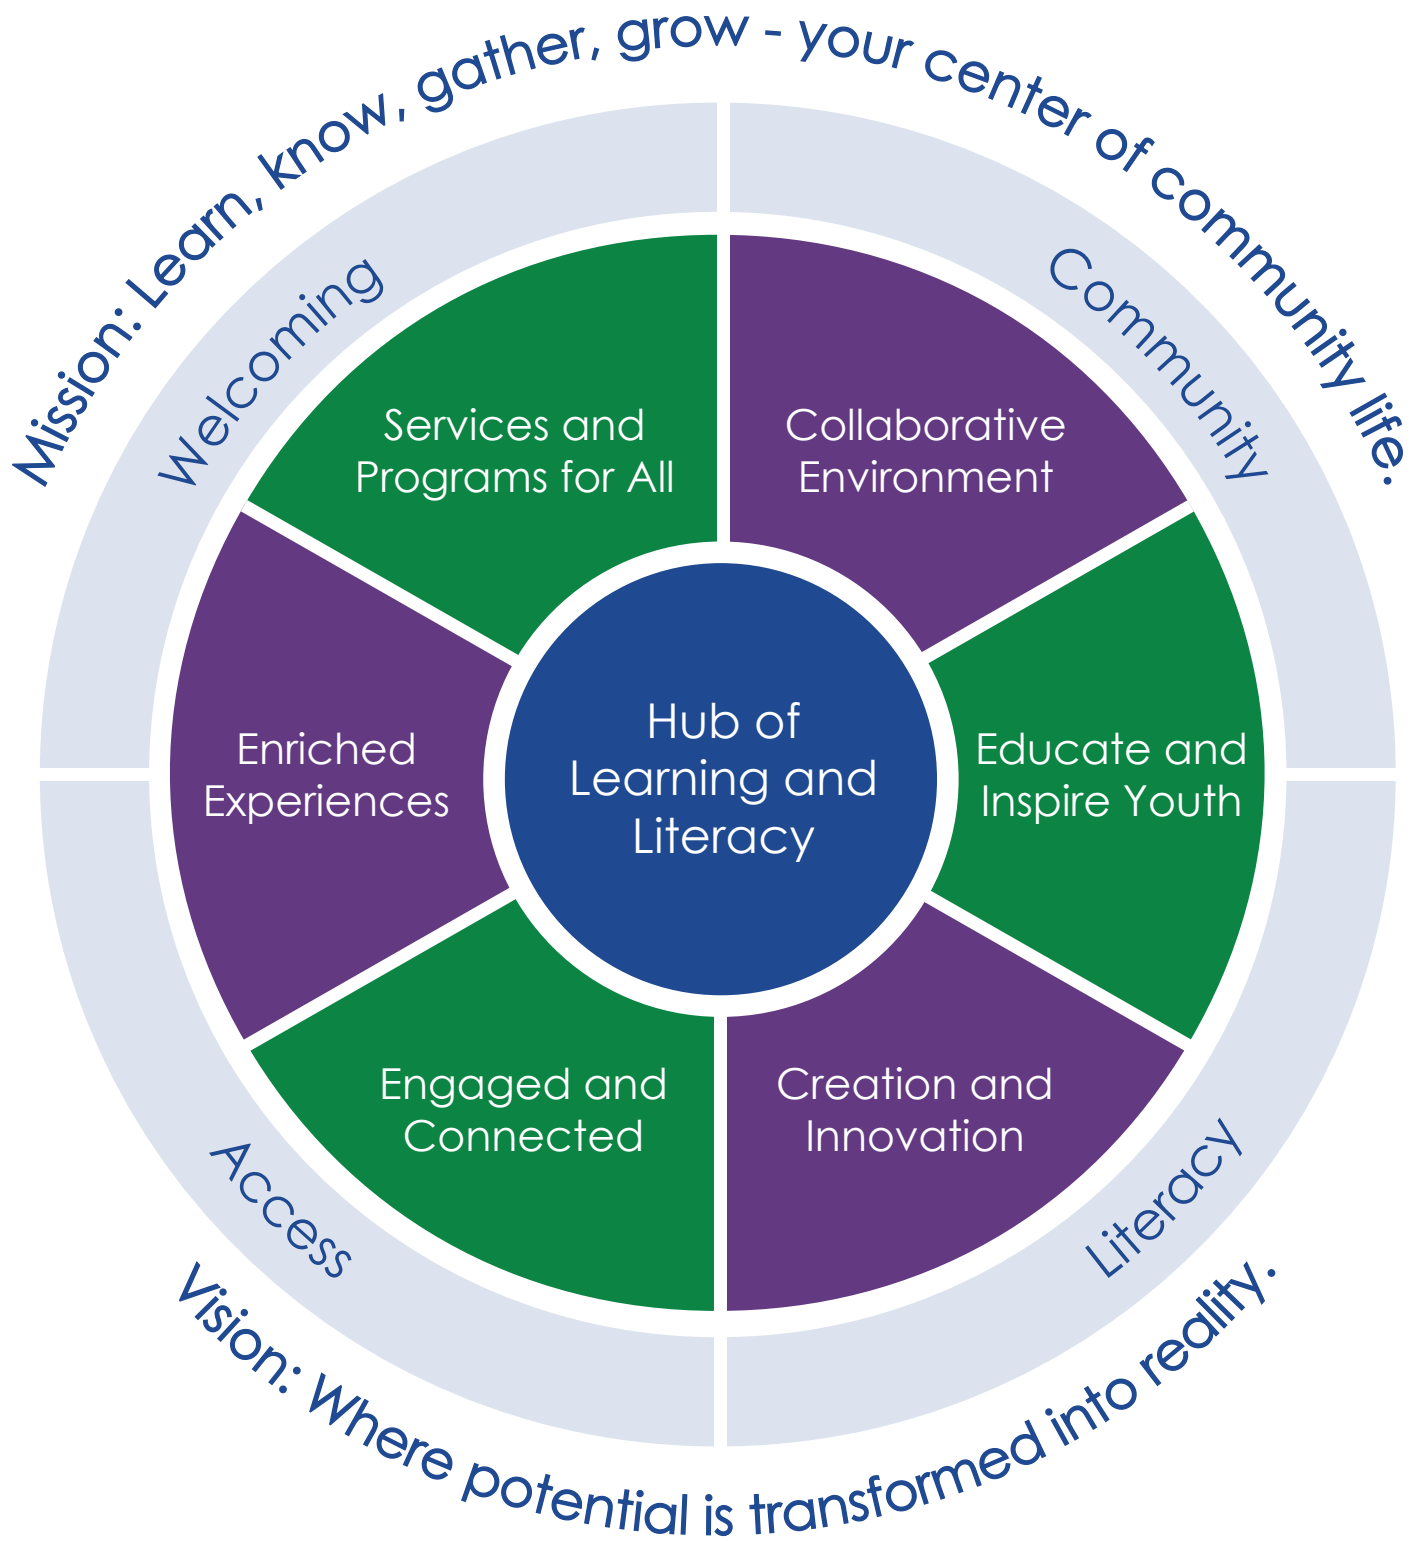 Mission: Learn, know, gather, grow - your center of community life.
Welcoming
Community
Services and
Programs for All
Collaborative
Environment
Enriched
Experiences
Hub of
Learning and
Literacy
Educate and
Inspire Youth
Engaged and
Connected
Creation and
Innovation
Access
Literacy
Vision: Where potential is transformed into reality.